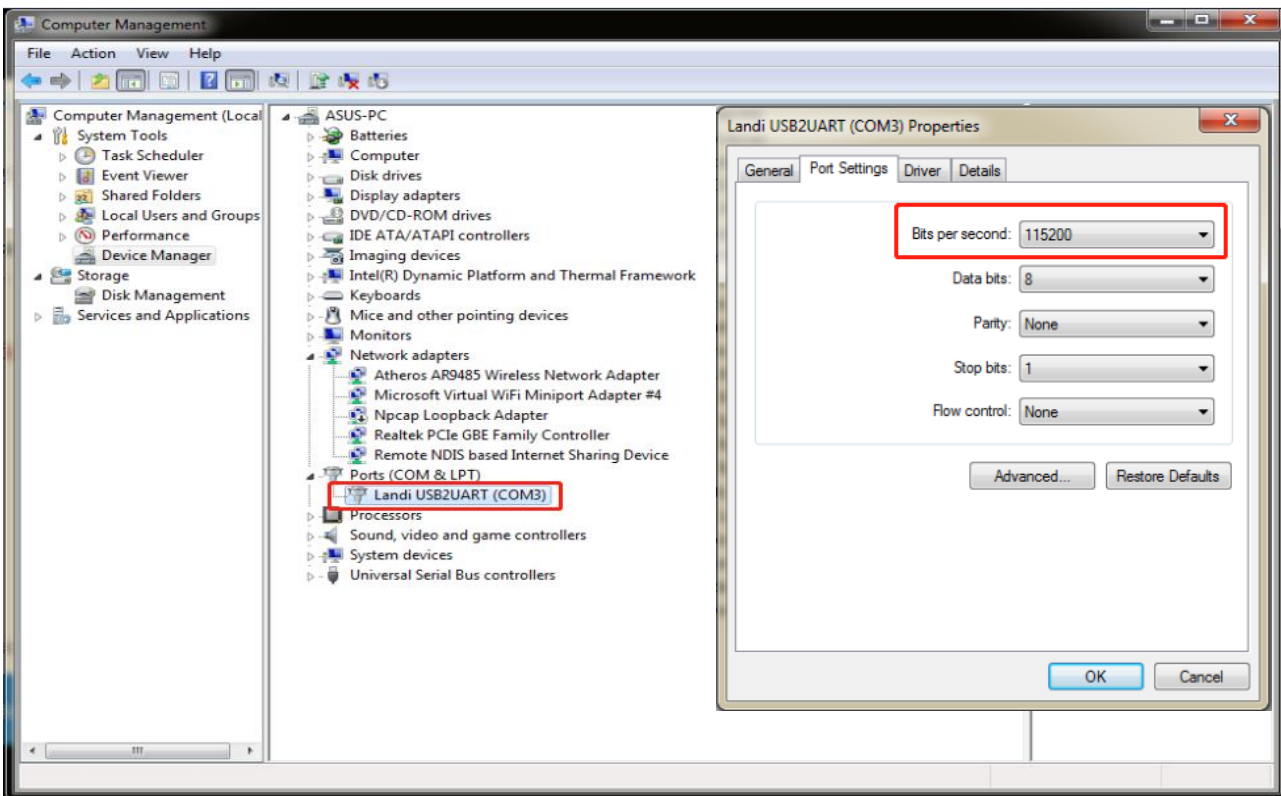 Computer Management
File Action View Help
Computer Management (Local
System Tools
Task Scheduler
Event Viewer
Shared Folders
Local Users and Groups
Performance
Device Manager
Storage
Disk Management
Services and Applications
ASUS-PC
Batteries
Computer
Disk drives
Display adapters
DVD/CD-ROM drives
IDE ATA/ATAPI controllers
Imaging devices
Intel(R) Dynamic Platform and Thermal Framework
Keyboards
Mice and other pointing devices
Monitors
Network adapters
Atheros AR9485 Wireless Network Adapter
Microsoft Virtual WiFi Miniport Adapter #4
Npcap Loopback Adapter
Realtek PCIe GBE Family Controller
Remote NDIS based Internet Sharing Device
Ports (COM & LPT)
Landi USB2UART (COM3)
Processors
Sound, video and game controllers
System devices
Universal Serial Bus controllers
Landi USB2UART (COM3) Properties
General Port Settings Driver Details
Bits per second: 115200
Data bits: 8
Parity: None
Stop bits: 1
Flow control: None
Advanced... Restore Defaults
OK Cancel